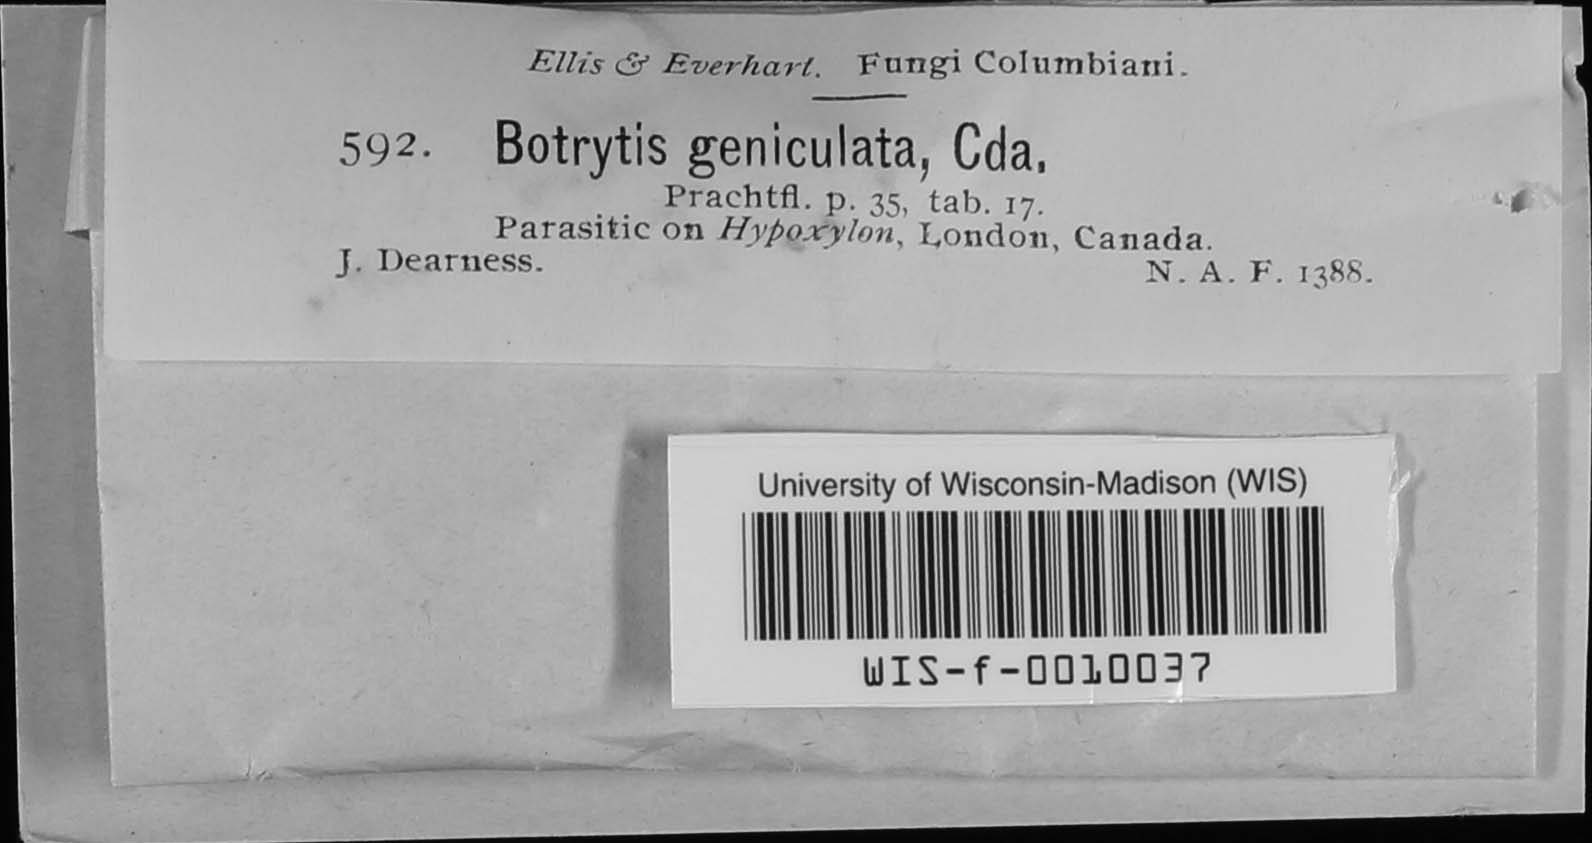 Ellis & Everhart. Fungi Columbiani.
592. Botrytis geniculata, Cda.
Prachtfl. p. 35, tab. 17.
Parasitic on Hypoxylon, London, Canada.
J. Dearness.
N. A. F. 1388.
University of Wisconsin-Madison (WIS)
WIS-f-0010037